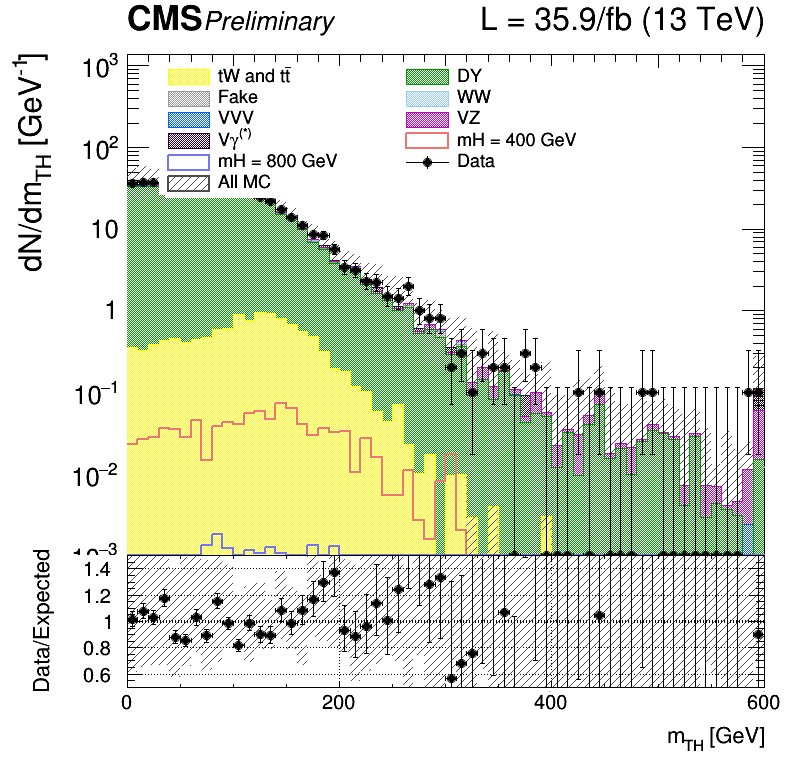 CMS Preliminary L = 35.9/fb (13 TeV)
dN/dm_TH [GeV⁻¹]
10³
10²
10
1
10⁻¹
10⁻²
10⁻³
tW and tt̄
Fake
VVV
Vγ⁽*⁾
mH = 800 GeV
All MC
DY
WW
VZ
mH = 400 GeV
Data
Data/Expected
1.4
1.2
1
0.8
0.6
0 200 400 600
m_TH [GeV]